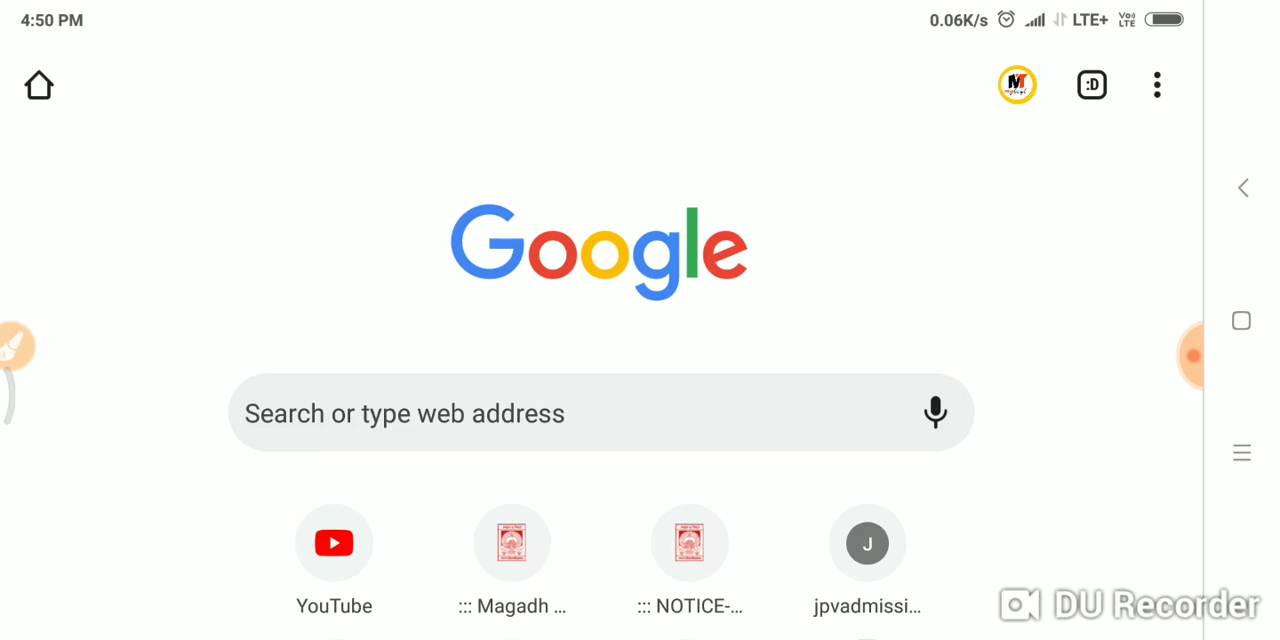 4:50 PM
0.06K/s LTE+ Vo) LTE
MT
:D
Google
Search or type web address
J
YouTube
::: Magadh ...
::: NOTICE-...
jpvadmissi...
DU Recorder